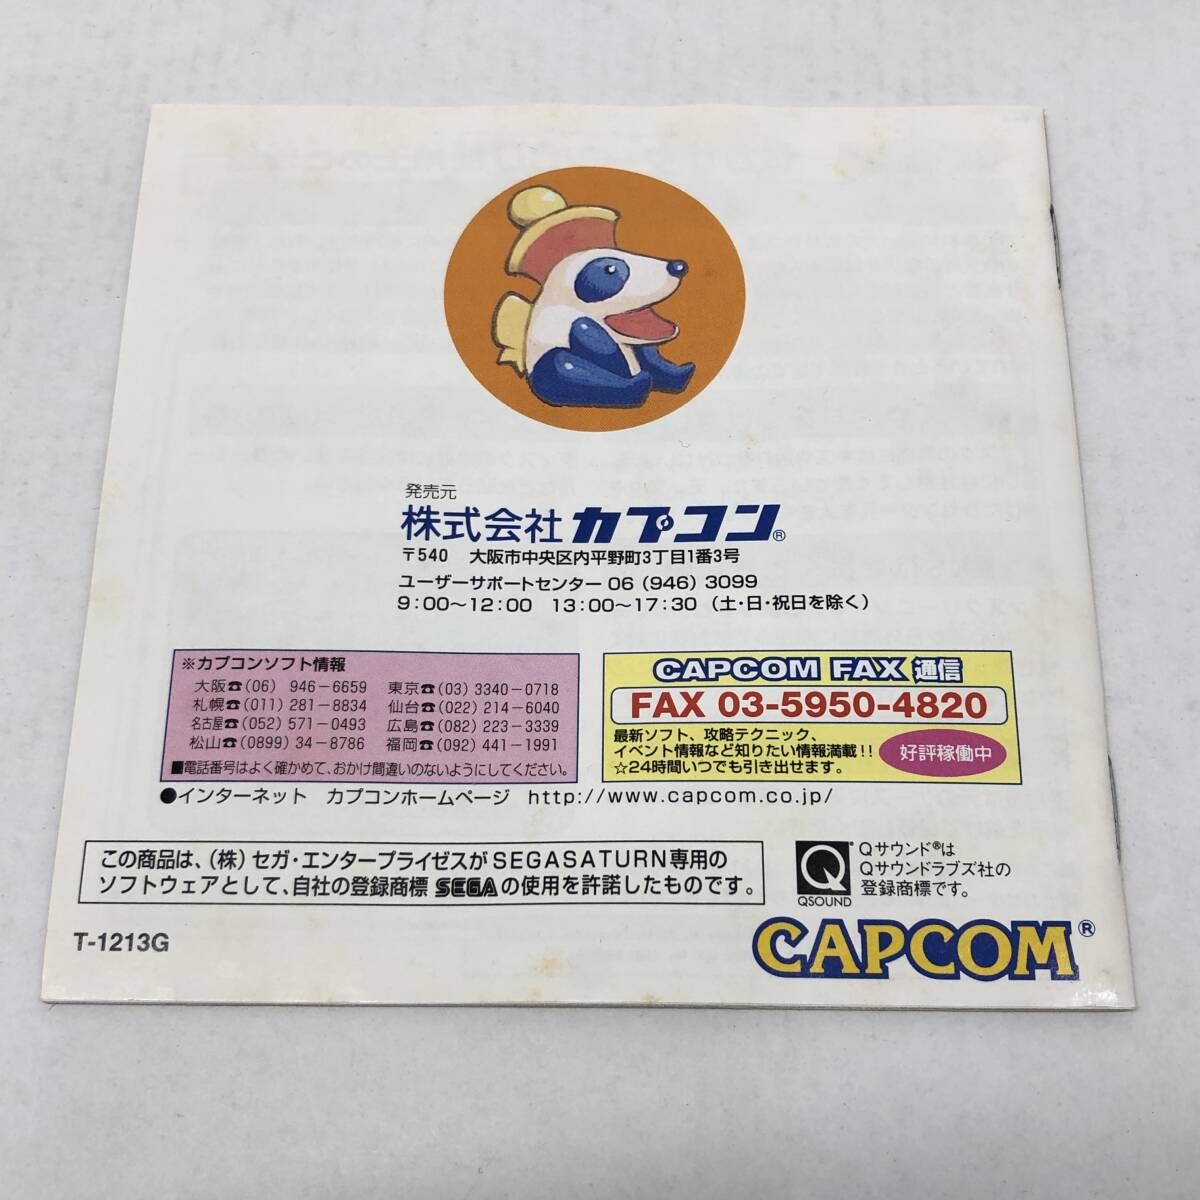 発売元
株式会社 カプコン®
〒540 大阪市中央区内平野町3丁目1番3号
ユーザーサポートセンター 06 (946) 3099
9:00〜12:00 13:00〜17:30 (土・日・祝日を除く)
※カプコンソフト情報
大阪☎(06) 946-6659 東京☎(03) 3340-0718
札幌☎(011) 281-8834 仙台☎(022) 214-6040
名古屋☎(052) 571-0493 広島☎(082) 223-3339
松山☎(0899) 34-8786 福岡☎(092) 441-1991
■電話番号はよく確かめて、おかけ間違いのないようにしてください。
CAPCOM FAX 通信
FAX 03-5950-4820
最新ソフト、攻略テクニック、
イベント情報など知りたい情報満載!!
☆24時間いつでも引き出せます。
好評稼働中
●インターネット カプコンホームページ http://www.capcom.co.jp/
この商品は、(株)セガ・エンタープライゼスがSEGASATURN専用の
ソフトウェアとして、自社の登録商標 SEGA の使用を許諾したものです。
Q
QSOUND
Qサウンド®は
Qサウンドラブズ社の
登録商標です。
T-1213G
CAPCOM®